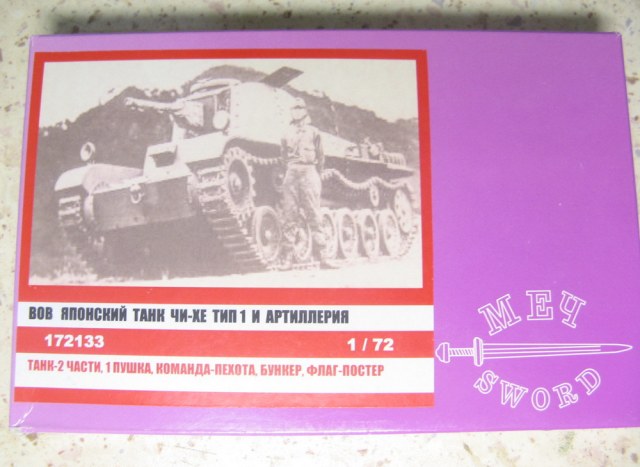 ВОВ ЯПОНСКИЙ ТАНК ЧИ-ХЕ ТИП 1 И АРТИЛЛЕРИЯ
172133 1 / 72
ТАНК-2 ЧАСТИ, 1 ПУШКА, КОМАНДА-ПЕХОТА, БУНКЕР, ФЛАГ-ПОСТЕР
МЕЧ
SWORD